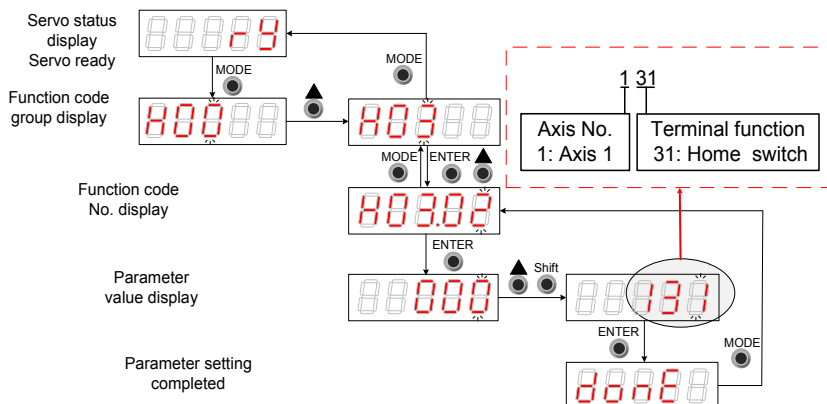 Servo status
display
Servo ready
ry
MODE
MODE
Function code
group display
H00
H03
1 31
Axis No.
1: Axis 1
Terminal function
31: Home switch
MODE
ENTER
Function code
No. display
H03.02
ENTER
Parameter
value display
000
Shift
131
ENTER
MODE
Parameter setting
completed
donE